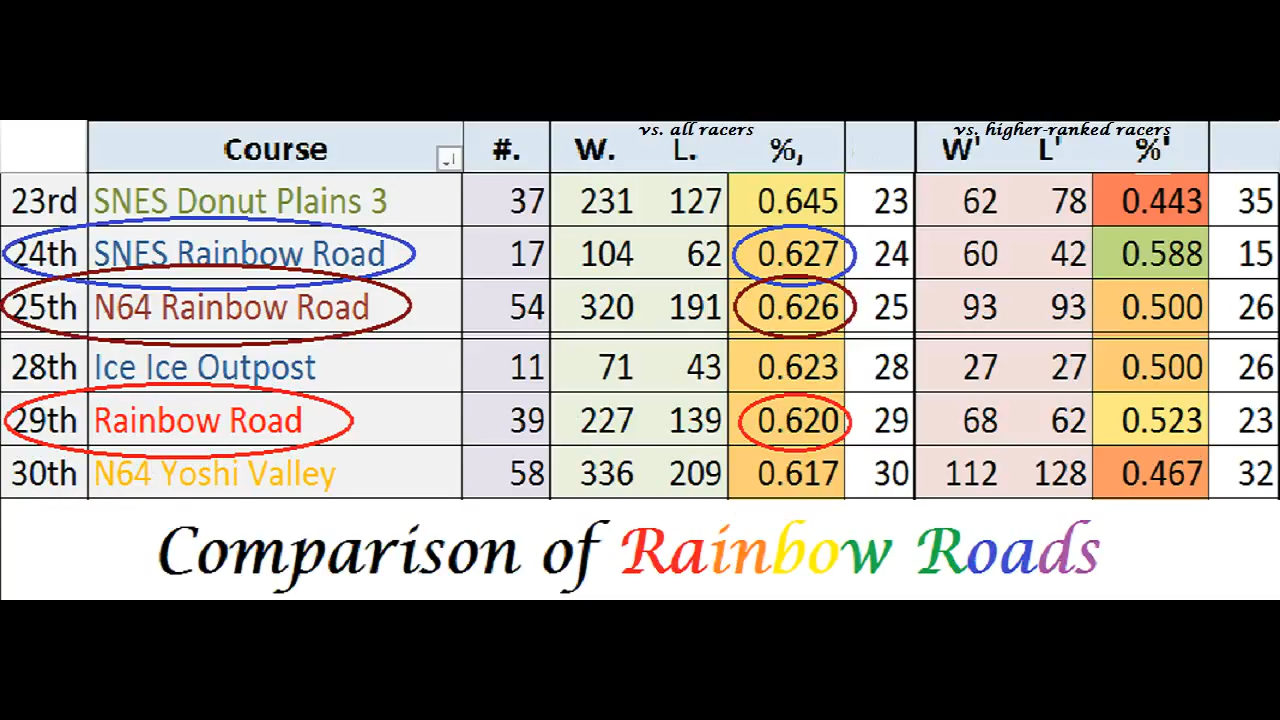 vs. all racers vs. higher-ranked racers
Course #. W. L. %, W' L' %'
23rd SNES Donut Plains 3 37 231 127 0.645 23 62 78 0.443 35
24th SNES Rainbow Road 17 104 62 0.627 24 60 42 0.588 15
25th N64 Rainbow Road 54 320 191 0.626 25 93 93 0.500 26
28th Ice Ice Outpost 11 71 43 0.623 28 27 27 0.500 26
29th Rainbow Road 39 227 139 0.620 29 68 62 0.523 23
30th N64 Yoshi Valley 58 336 209 0.617 30 112 128 0.467 32
Comparison of Rainbow Roads